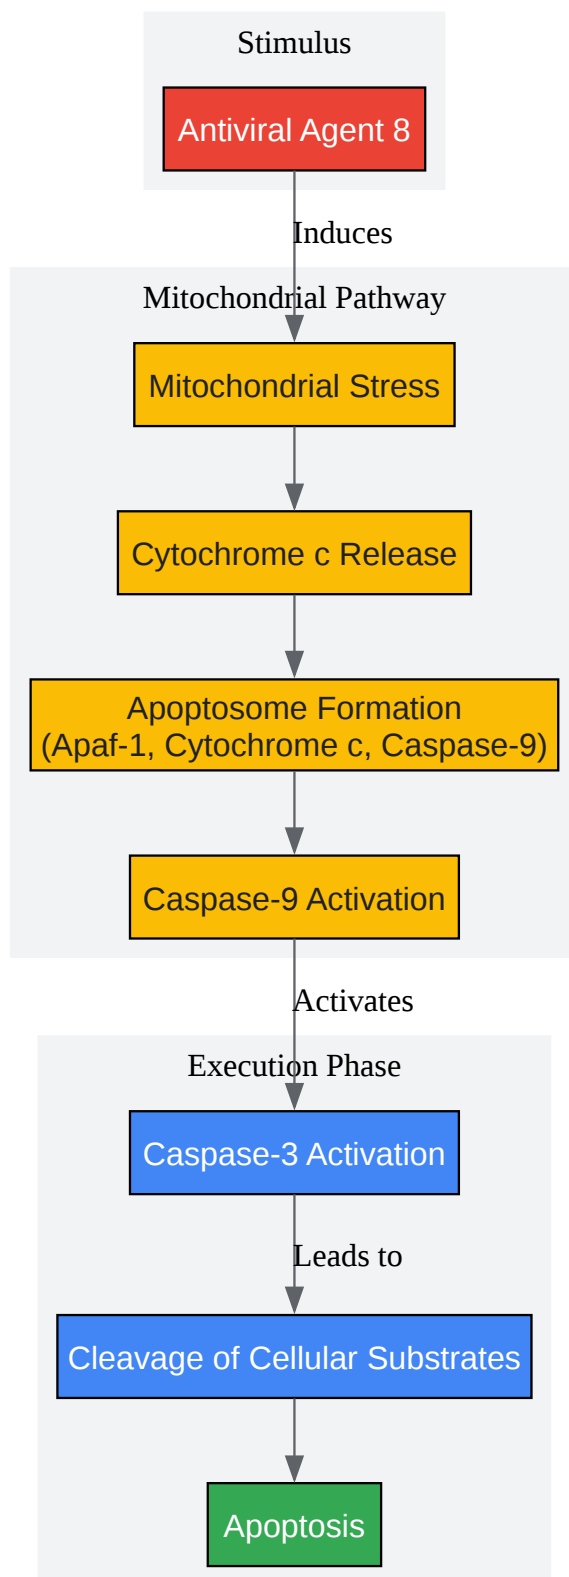 Stimulus
Antiviral Agent 8
Induces
Mitochondrial Pathway
Mitochondrial Stress
Cytochrome c Release
Apoptosome Formation
(Apaf-1, Cytochrome c, Caspase-9)
Caspase-9 Activation
Activates
Execution Phase
Caspase-3 Activation
Leads to
Cleavage of Cellular Substrates
Apoptosis